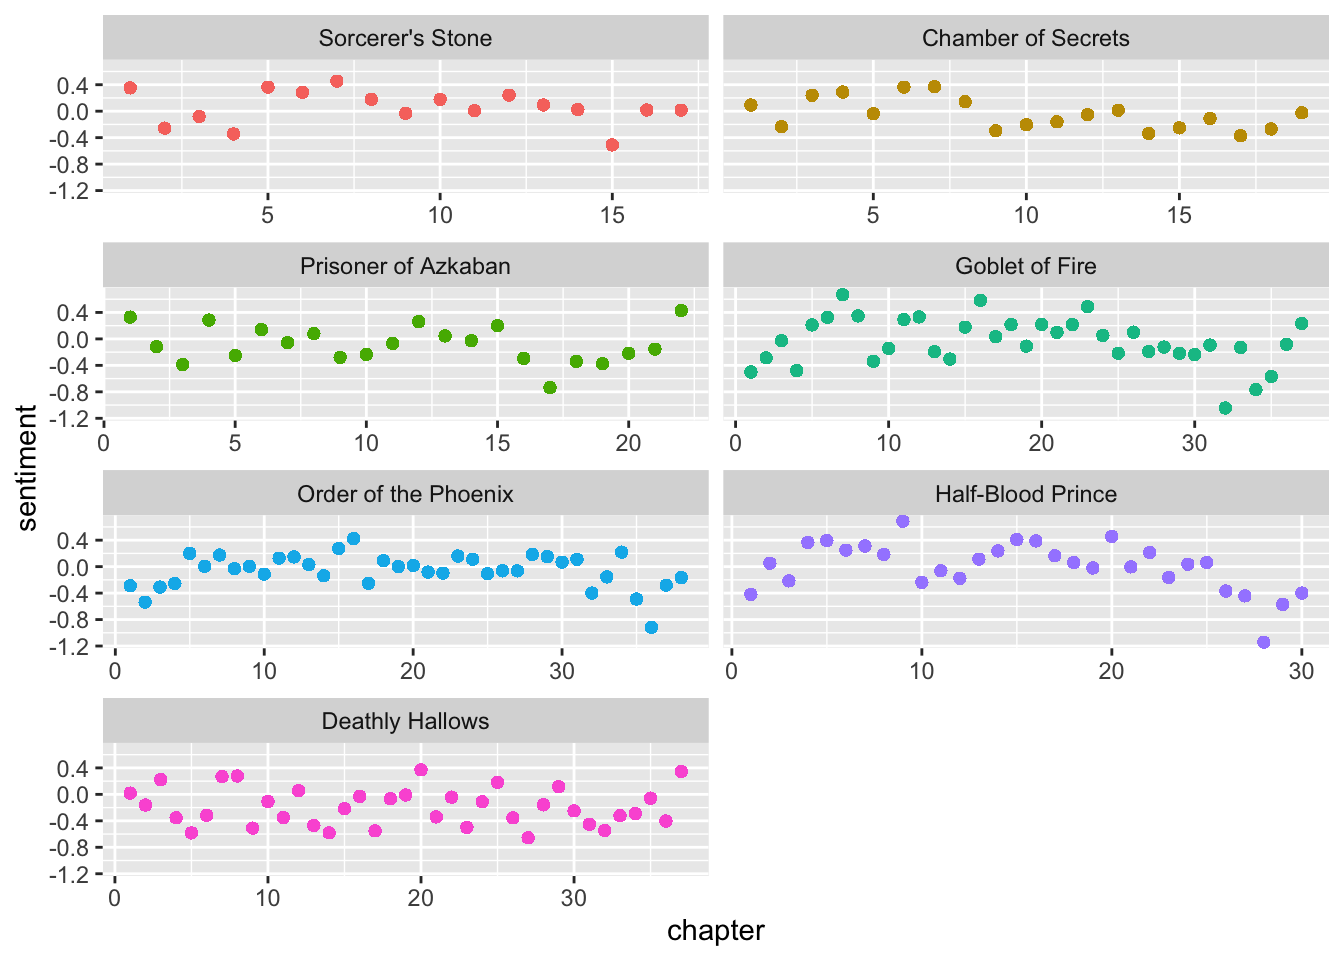 Sorcerer's Stone
Chamber of Secrets
0.4
0.0
-0.4
-0.8
-1.2
5 10 15
5 10 15
Prisoner of Azkaban
Goblet of Fire
0.4
0.0
-0.4
-0.8
-1.2
0 5 10 15 20
0 10 20 30
sentiment
Order of the Phoenix
Half-Blood Prince
0.4
0.0
-0.4
-0.8
-1.2
0 10 20 30
0 10 20 30
Deathly Hallows
0.4
0.0
-0.4
-0.8
-1.2
0 10 20 30
chapter